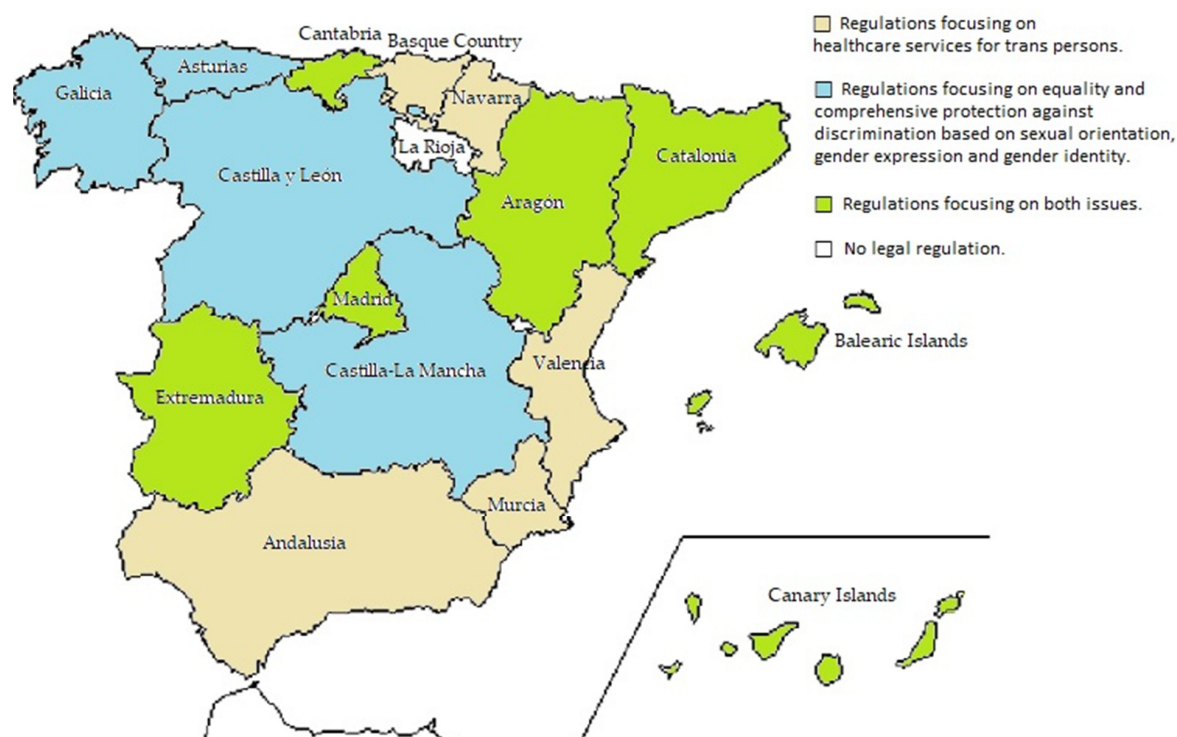 Cantabria
Basque Country
Asturias
Galicia
Navarra
La Rioja
Catalonia
Castilla y León
Aragón
Madrid
Balearic Islands
Valencia
Castilla-La Mancha
Extremadura
Murcia
Andalusia
Canary Islands
Regulations focusing on
healthcare services for trans persons.
Regulations focusing on equality and
comprehensive protection against
discrimination based on sexual orientation,
gender expression and gender identity.
Regulations focusing on both issues.
No legal regulation.